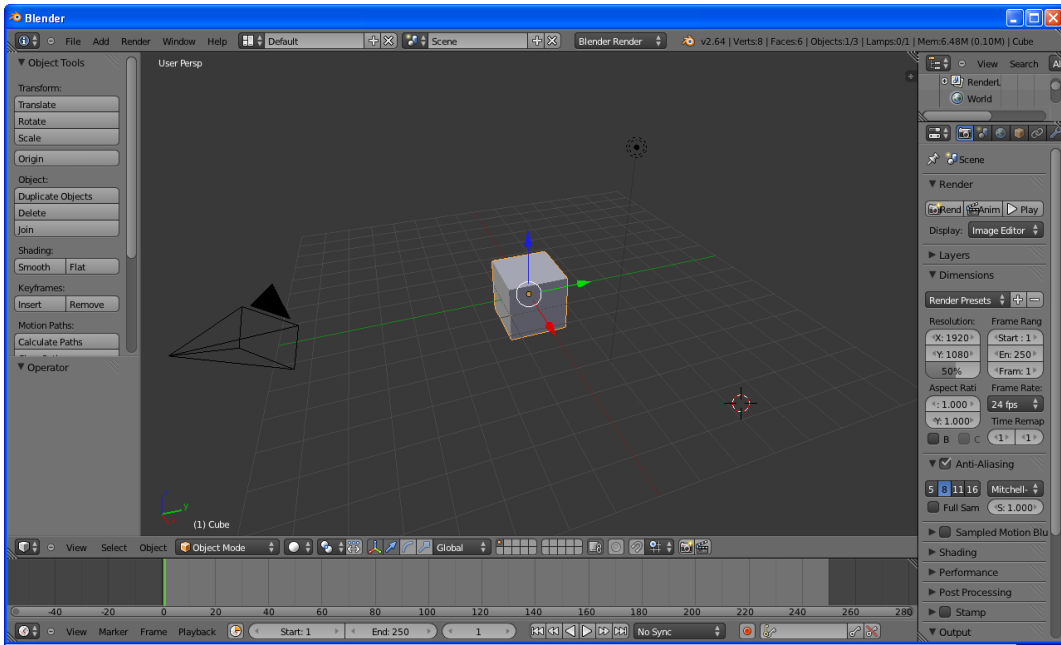 Blender
File Add Render Window Help Default Scene Blender Render v2.64 | Verts:8 | Faces:6 | Objects:1/3 | Lamps:0/1 | Mem:6.48M (0.10M) | Cube
Object Tools
Transform:
Translate
Rotate
Scale
Origin
Object:
Duplicate Objects
Delete
Join
Shading:
Smooth Flat
Keyframes:
Insert Remove
Motion Paths:
Calculate Paths
Operator
User Persp
y
(1) Cube
View Search Al
RenderL
World
Scene
Render
Rend Anim Play
Display: Image Editor
Layers
Dimensions
Render Presets
Resolution: Frame Rang
X: 1920 Start : 1
Y: 1080 En: 250
50% Fram: 1
Aspect Rati Frame Rate:
: 1.000 24 fps
Y: 1.000 Time Remap
B C 1 1
Anti-Aliasing
5 8 11 16 Mitchell-
Full Sam S: 1.000
Sampled Motion Blu
Shading
Performance
Post Processing
Stamp
Output
View Select Object Object Mode Global
-40 -20 0 20 40 60 80 100 120 140 160 180 200 220 240 260 280
View Marker Frame Playback Start: 1 End: 250 1 No Sync